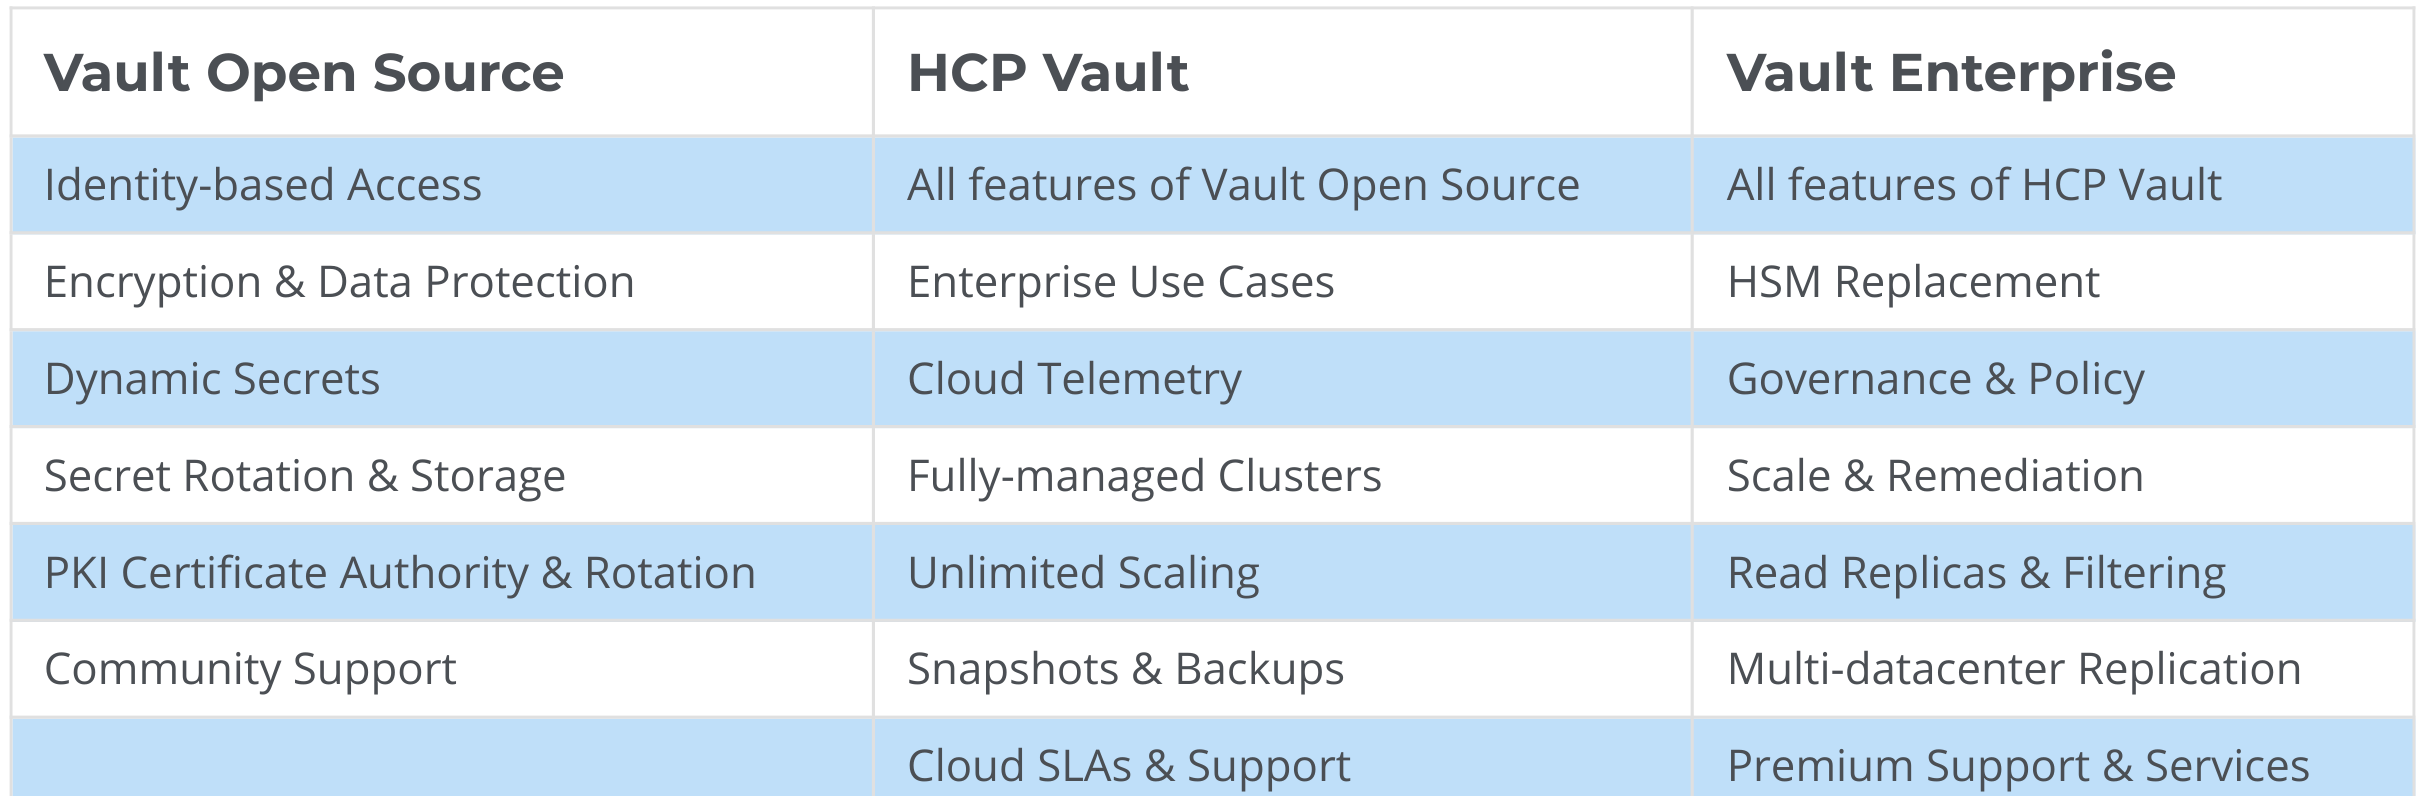 Vault Open Source HCP Vault Vault Enterprise
Identity-based Access All features of Vault Open Source All features of HCP Vault
Encryption & Data Protection Enterprise Use Cases HSM Replacement
Dynamic Secrets Cloud Telemetry Governance & Policy
Secret Rotation & Storage Fully-managed Clusters Scale & Remediation
PKI Certificate Authority & Rotation Unlimited Scaling Read Replicas & Filtering
Community Support Snapshots & Backups Multi-datacenter Replication
Cloud SLAs & Support Premium Support & Services